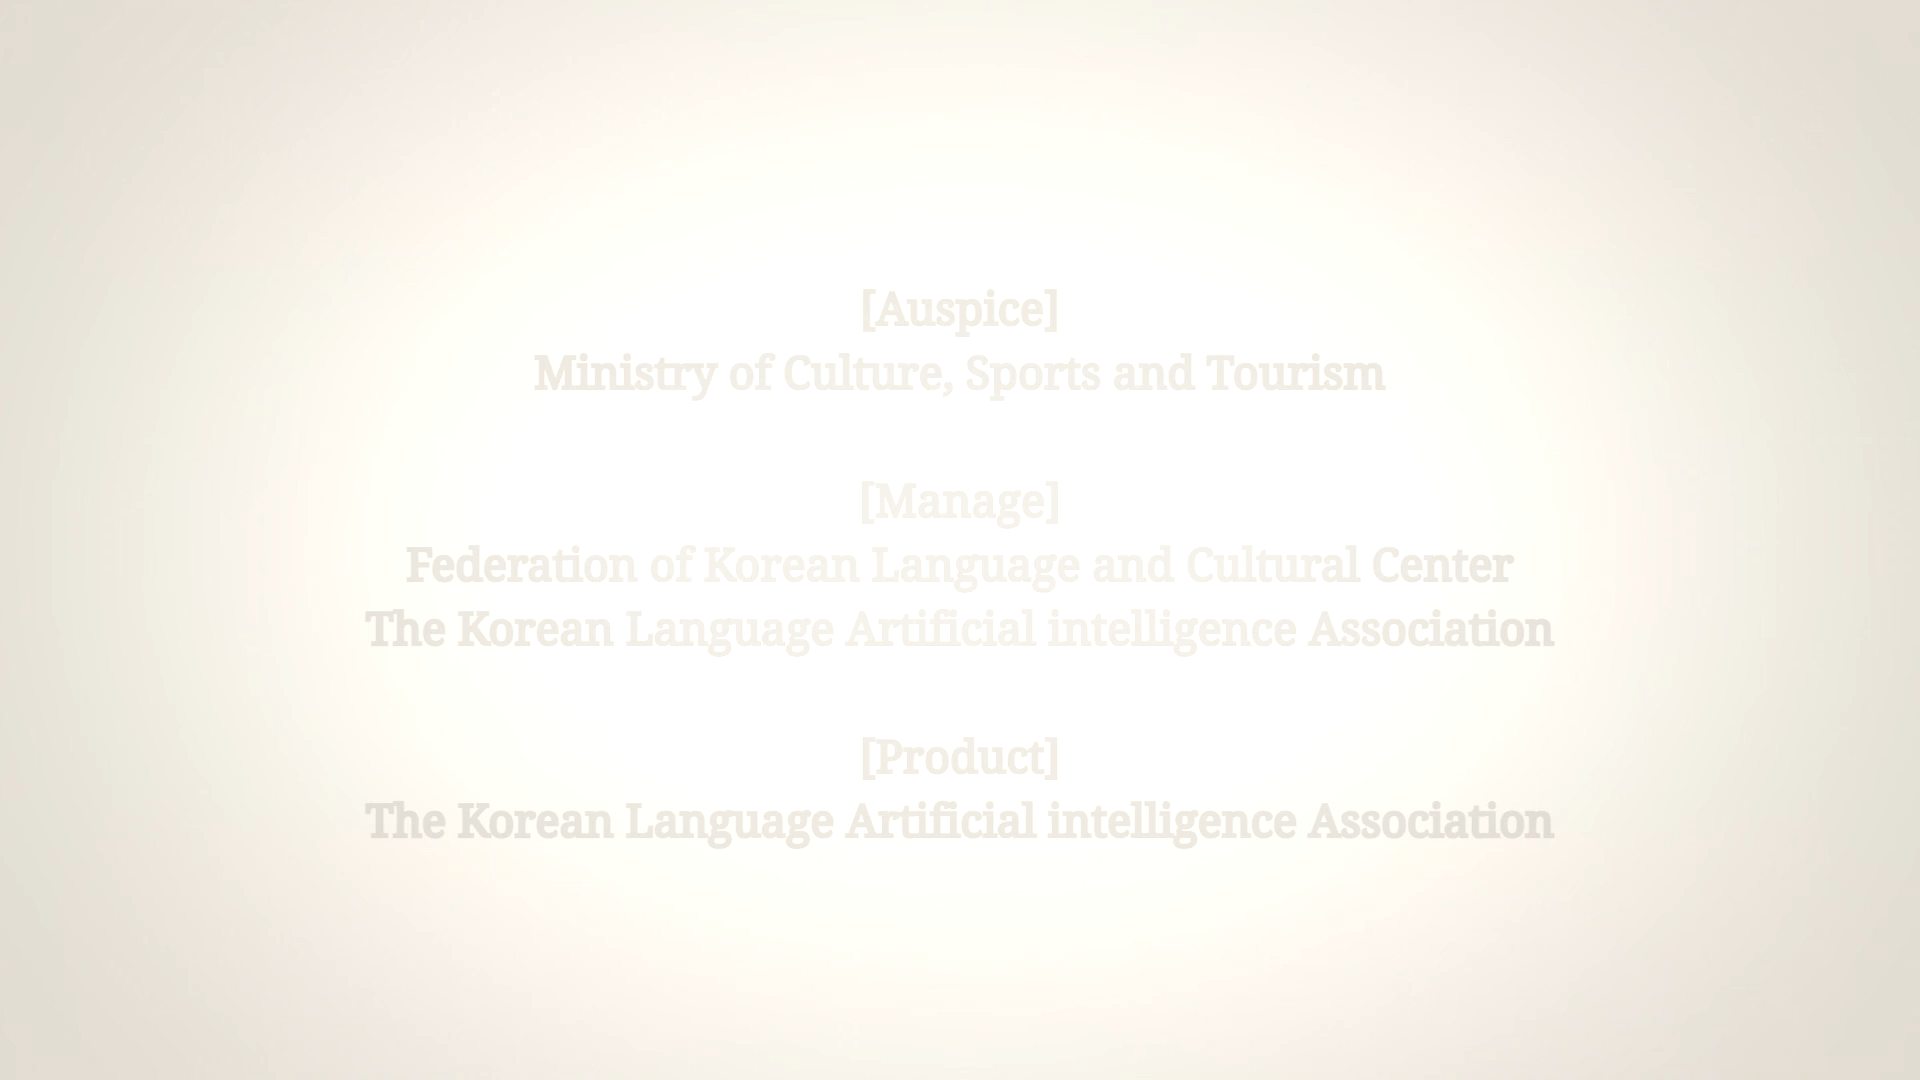 [Auspice]
Ministry of Culture, Sports and Tourism
[Manage]
Federation of Korean Language and Cultural Center
The Korean Language Artificial intelligence Association
[Product]
The Korean Language Artificial intelligence Association